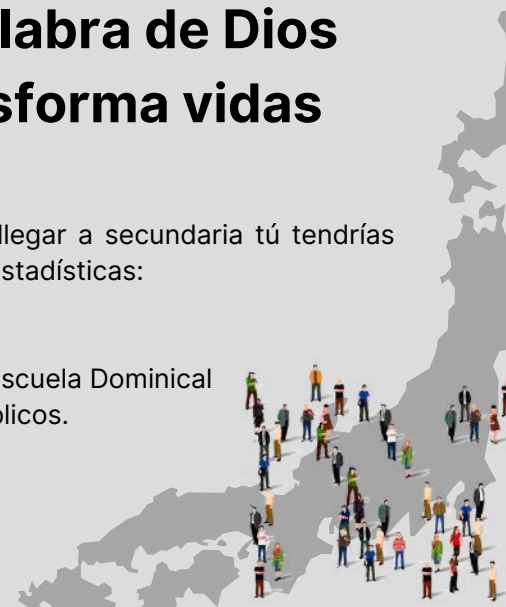 labra de Dios
sforma vidas
llegar a secundaria tú tendrías
stadísticas:
scuela Dominical
licos.